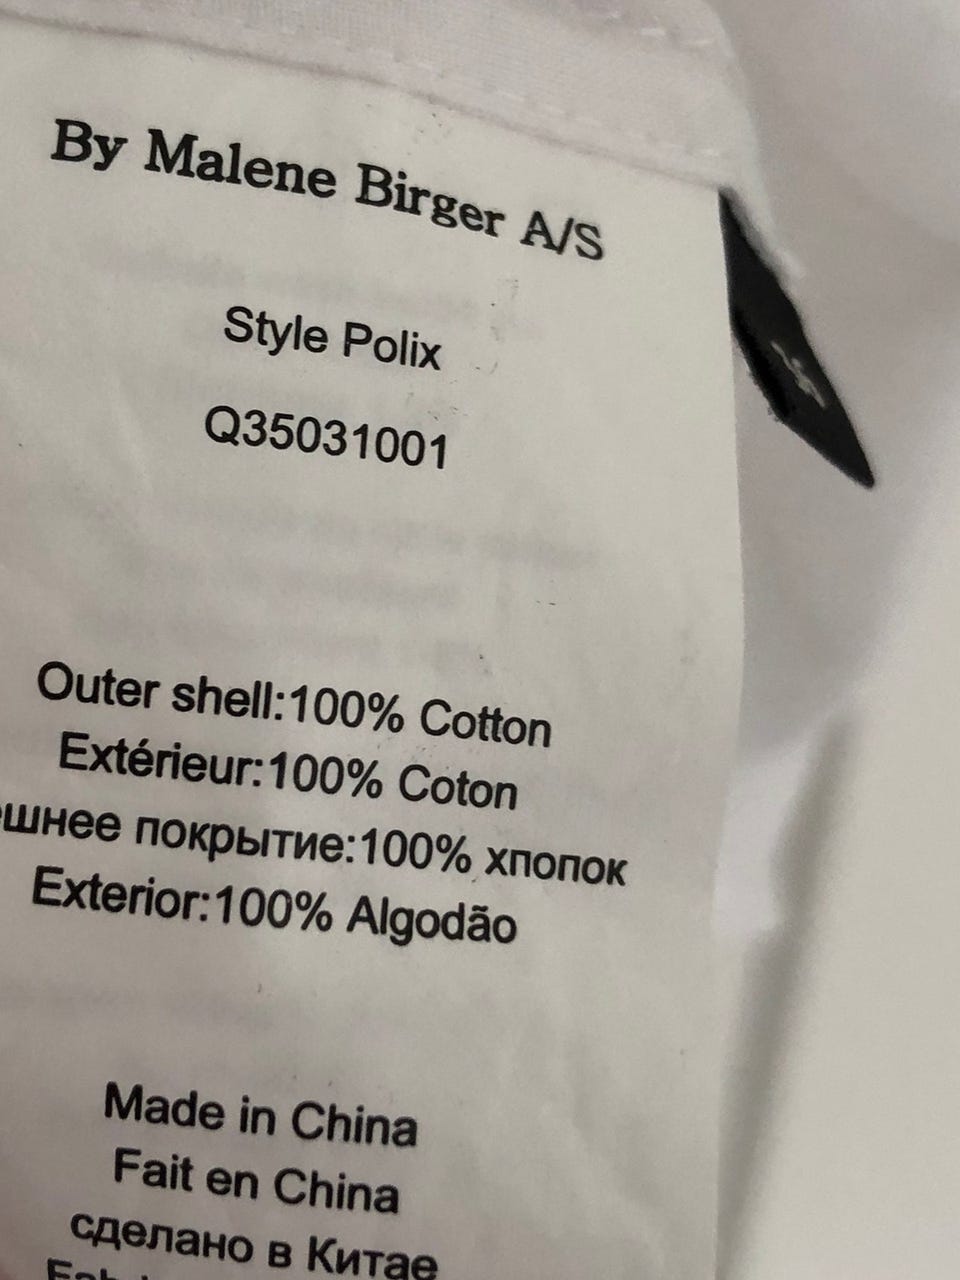 By Malene Birger A/S
Style Polix
Q35031001
Outer shell:100% Cotton
Extérieur:100% Coton
покрытие:100% хлопок
Exterior:100% Algodão
Made in China
Fait en China
сделано в Китае